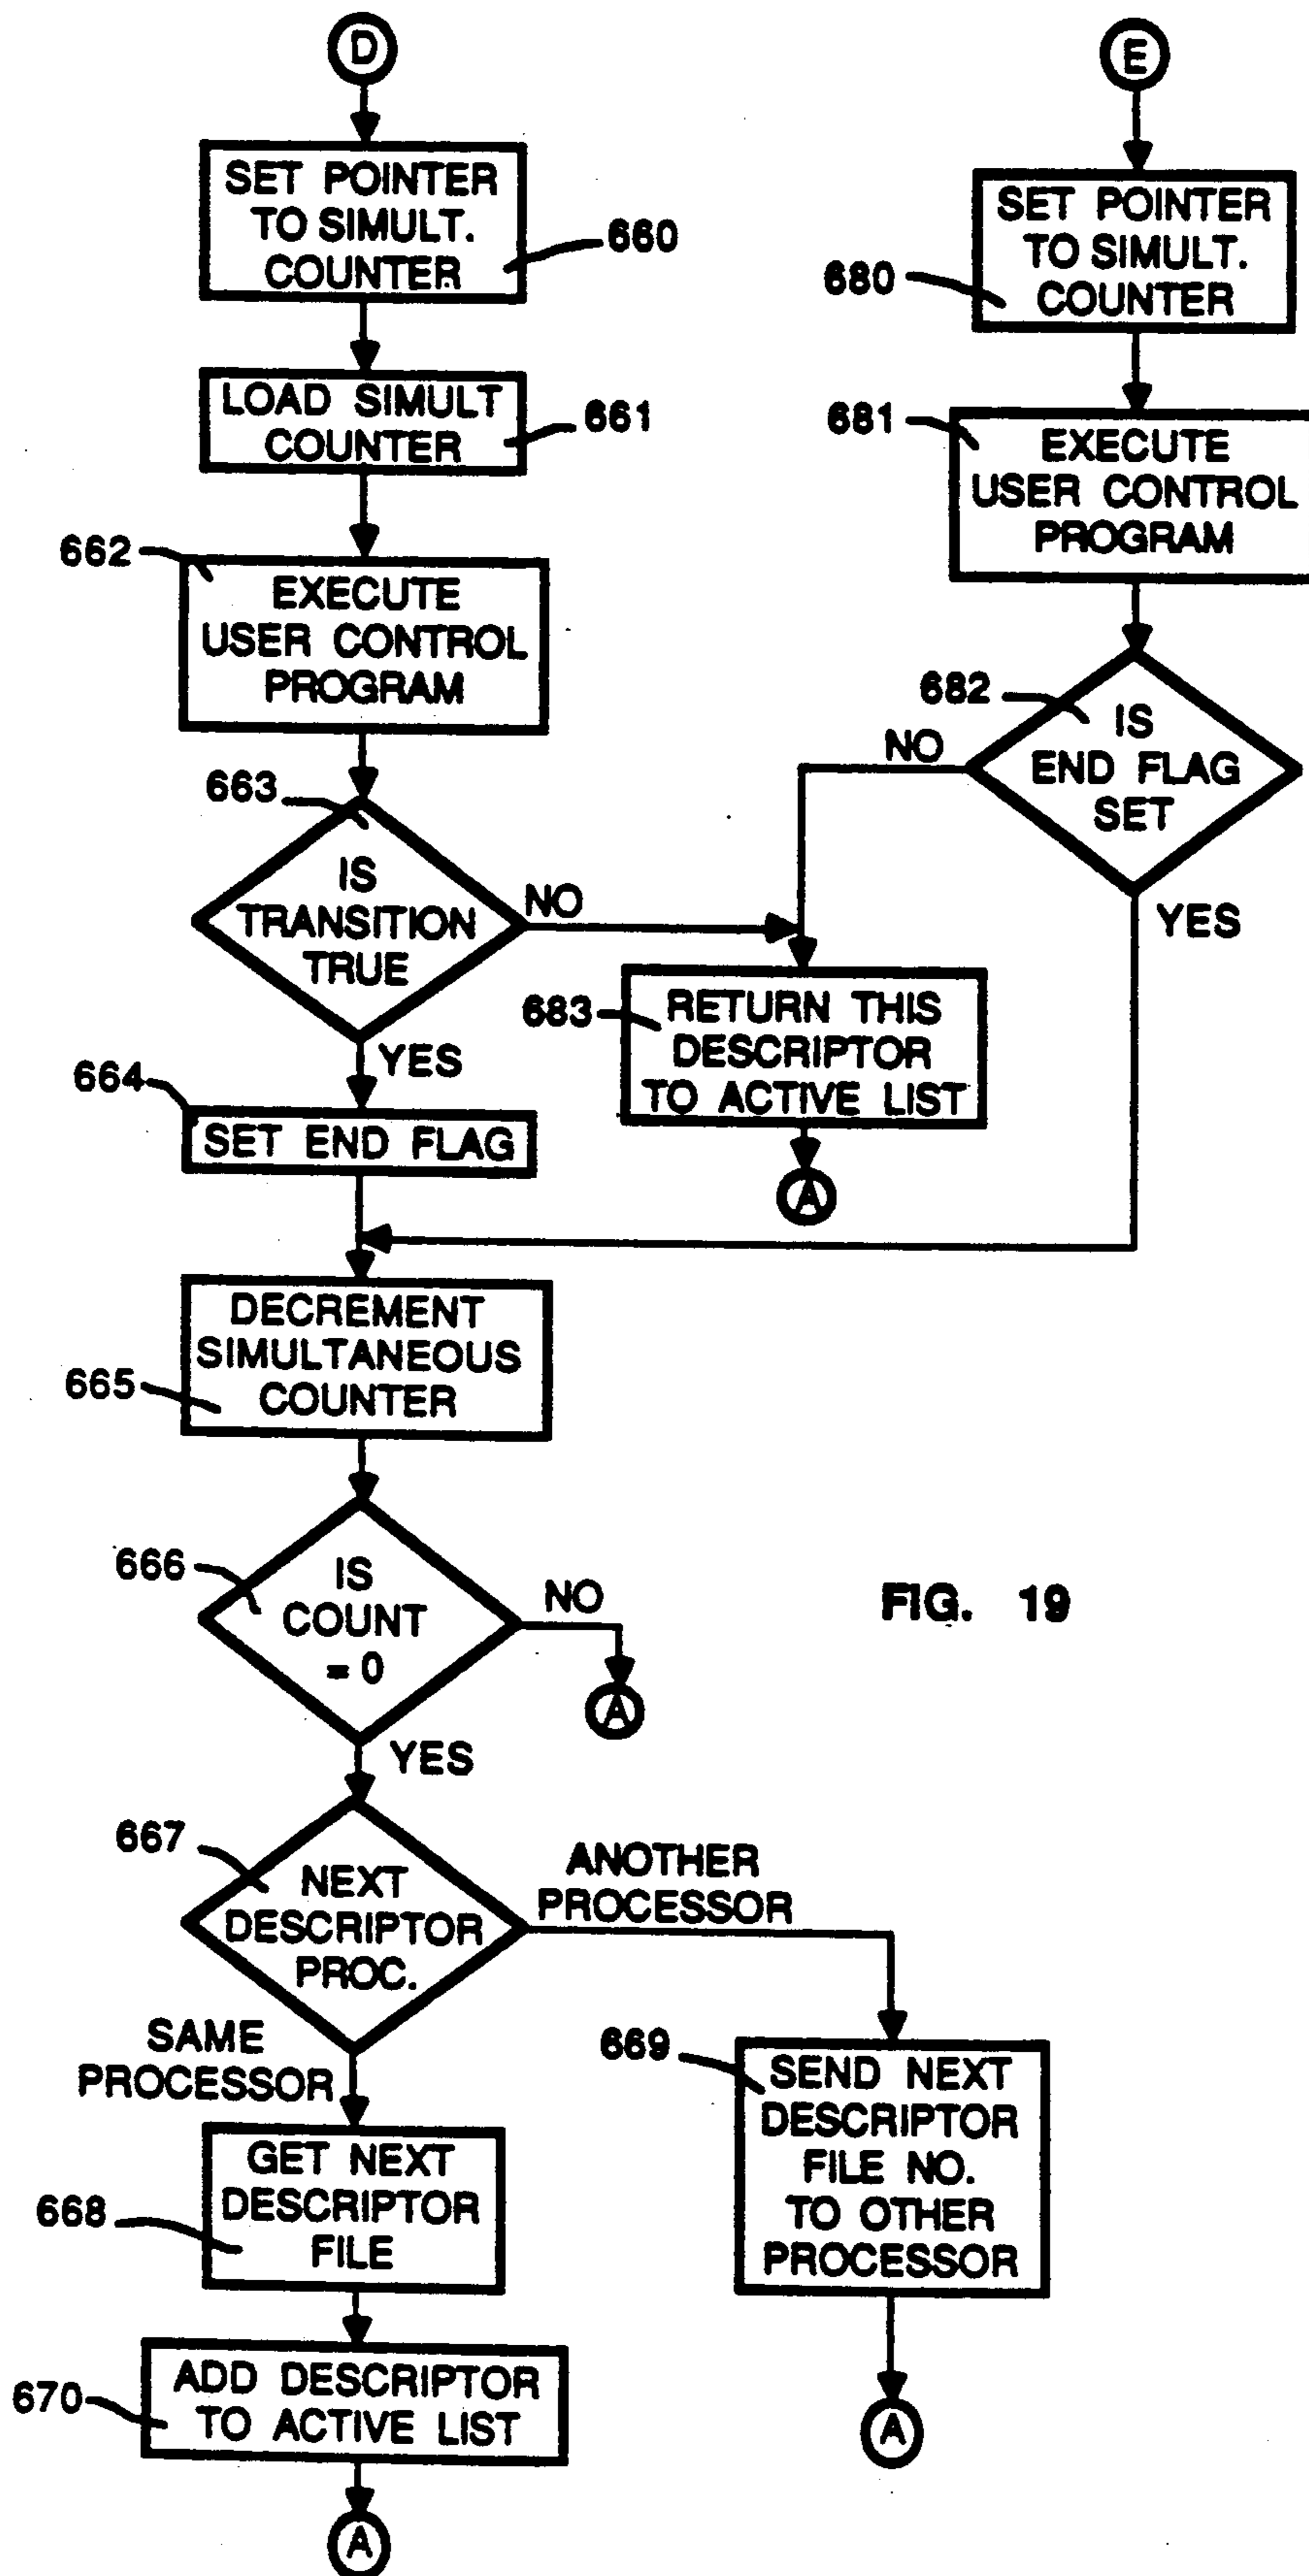 D
SET POINTER
TO SIMULT.
COUNTER
660
LOAD SIMULT
COUNTER
661
662
EXECUTE
USER CONTROL
PROGRAM
663
IS
TRANSITION
TRUE
NO
YES
664
SET END FLAG
E
680
SET POINTER
TO SIMULT.
COUNTER
681
EXECUTE
USER CONTROL
PROGRAM
682
IS
END FLAG
SET
NO
YES
683
RETURN THIS
DESCRIPTOR
TO ACTIVE LIST
A
DECREMENT
SIMULTANEOUS
COUNTER
665
666
IS
COUNT
= 0
NO
A
YES
FIG. 19
667
NEXT
DESCRIPTOR
PROC.
ANOTHER
PROCESSOR
SAME
PROCESSOR
669
SEND NEXT
DESCRIPTOR
FILE NO.
TO OTHER
PROCESSOR
A
668
GET NEXT
DESCRIPTOR
FILE
670
ADD DESCRIPTOR
TO ACTIVE LIST
A